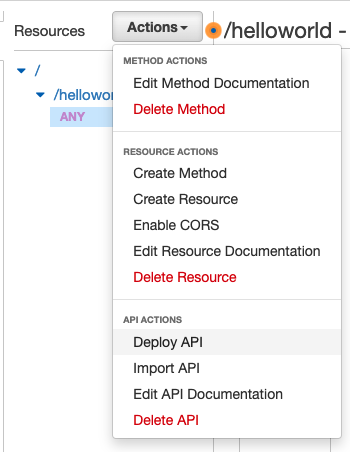 Resources
Actions
/helloworld -
/
/hellowor
ANY
METHOD ACTIONS
Edit Method Documentation
Delete Method
RESOURCE ACTIONS
Create Method
Create Resource
Enable CORS
Edit Resource Documentation
Delete Resource
API ACTIONS
Deploy API
Import API
Edit API Documentation
Delete API